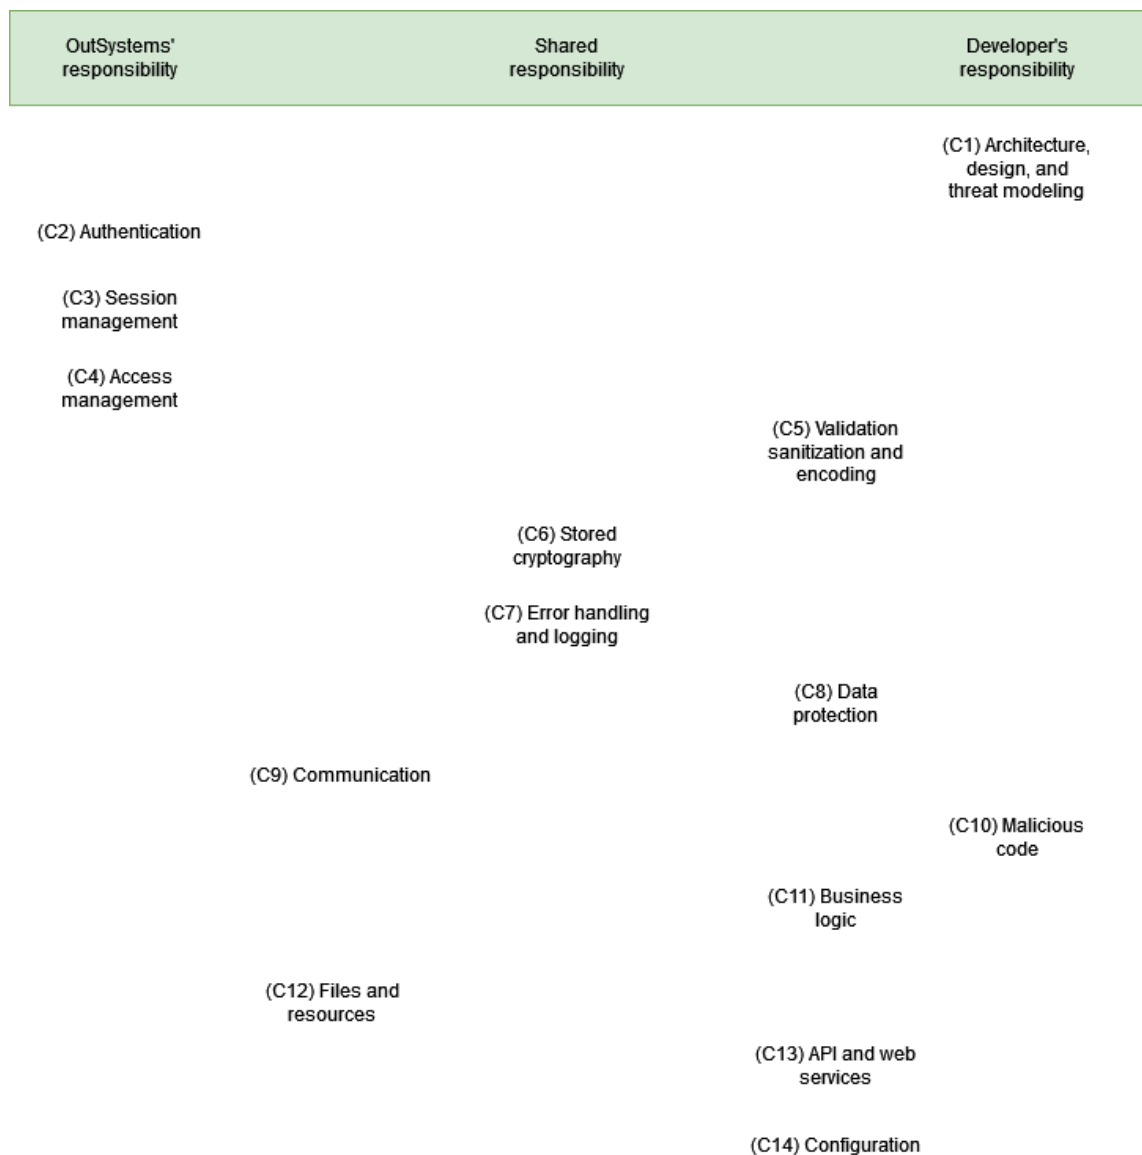 OutSystems'
responsibility
Shared
responsibility
Developer's
responsibility
(C1) Architecture,
design, and
threat modeling
(C2) Authentication
(C3) Session
management
(C4) Access
management
(C5) Validation
sanitization and
encoding
(C6) Stored
cryptography
(C7) Error handling
and logging
(C8) Data
protection
(C9) Communication
(C10) Malicious
code
(C11) Business
logic
(C12) Files and
resources
(C13) API and web
services
(C14) Configuration